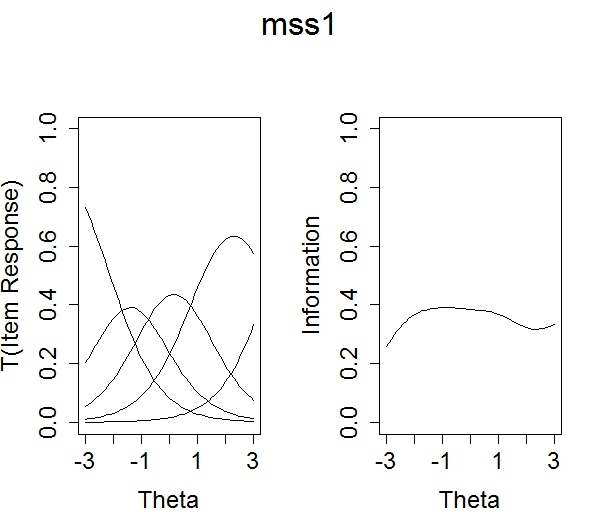 mss1
T(Item Response)
0.0 0.2 0.4 0.6 0.8 1.0
-3 -1 1 3
Theta
Information
0.0 0.2 0.4 0.6 0.8 1.0
-3 -1 1 3
Theta